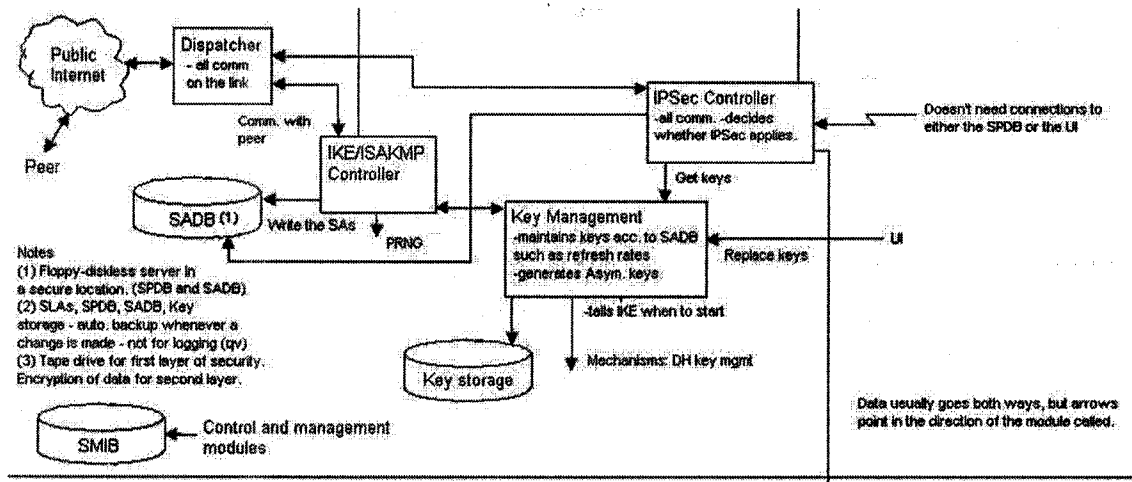 Public
Internet
Peer
Dispatcher
- all comm
on the link
Comm. with
peer
IKE/ISAKMP
Controller
IPSec Controller
-all comm. -decides
whether IPSec applies.
Doesn't need connections to
either the SPDB or the UI
Get keys
SADB (1)
Write the SAs
PRNG
Key Management
-maintains keys acc. to SADB
such as refresh rates
-generates Asym. keys
UI
Replace keys
-tells IKE when to start
Mechanisms: DH key mgmt
Key storage
Notes
(1) Floppy-diskless server in
a secure location. (SPDB and SADB)
(2) SLAs, SPDB, SADB, Key
storage - auto. backup whenever a
change is made - not for logging (qv)
(3) Tape drive for first layer of security.
Encryption of data for second layer.
SMIB
Control and management
modules
Data usually goes both ways, but arrows
point in the direction of the module called.